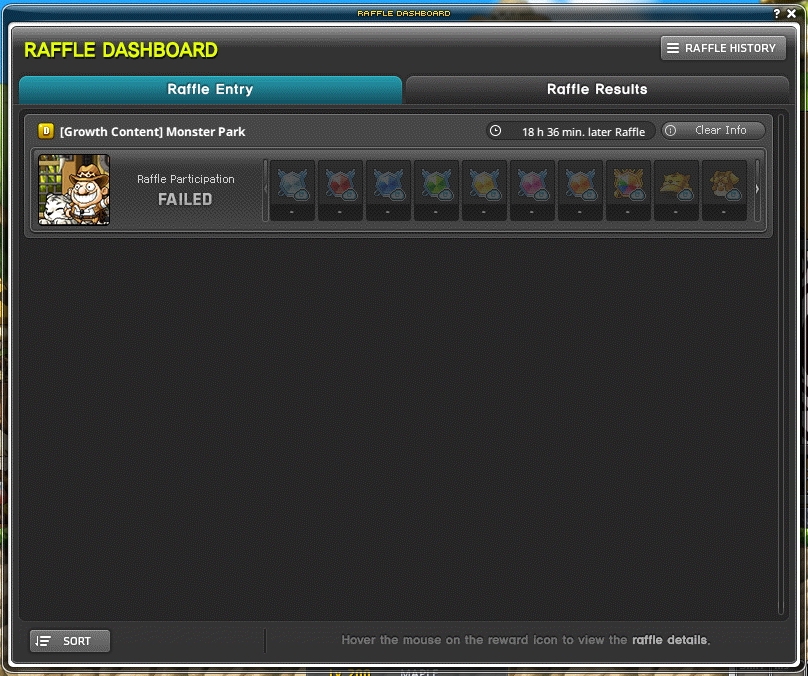 RAFFLE DASHBOARD
? X
RAFFLE DASHBOARD
RAFFLE HISTORY
Raffle Entry
Raffle Results
D [Growth Content] Monster Park
18 h 36 min. later Raffle
Clear Info
Raffle Participation
FAILED
- - - - - - - - - -
SORT
Hover the mouse on the reward icon to view the raffle details.